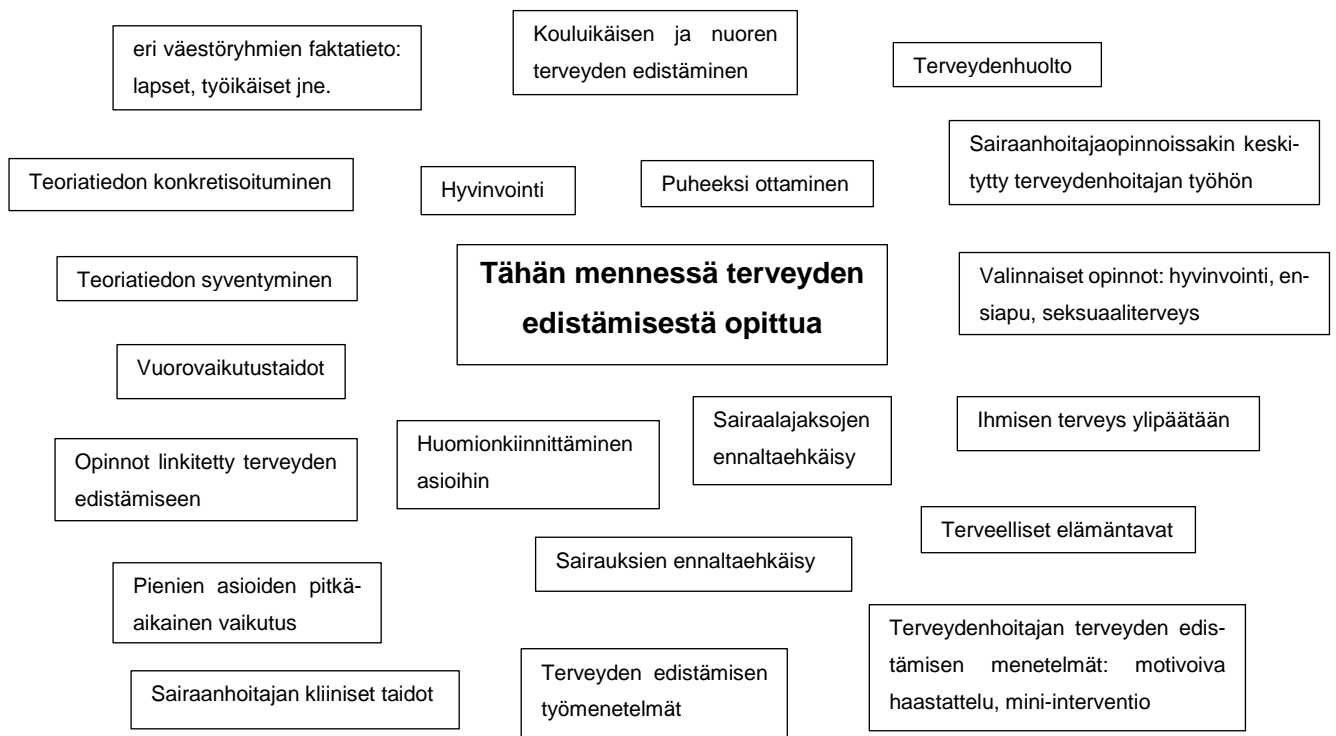 eri väestöryhmien faktatieto:
lapset, työikäiset jne.
Kouluikäisen ja nuoren
terveyden edistäminen
Terveydenhuolto
Sairaanhoitajaopinnoissakin keski-
tytty terveydenhoitajan työhön
Teoriatiedon konkretisoituminen
Hyvinvointi
Puheeksi ottaminen
Teoriatiedon syventyminen
Tähän mennessä terveyden
edistämisestä opittua
Valinnaiset opinnot: hyvinvointi, en-
siapu, seksuaaliterveys
Vuorovaikutustaidot
Opinnot linkitetty terveyden
edistämiseen
Huomionkiinnittäminen
asioihin
Sairaalajaksojen
ennaltaehkäisy
Ihmisen terveys ylipäätään
Terveelliset elämäntavat
Sairauksien ennaltaehkäisy
Pienien asioiden pitkä-
aikainen vaikutus
Sairaanhoitajan kliiniset taidot
Terveyden edistämisen
työmenetelmät
Terveydenhoitajan terveyden edis-
tämisen menetelmät: motivoiva
haastattelu, mini-interventio